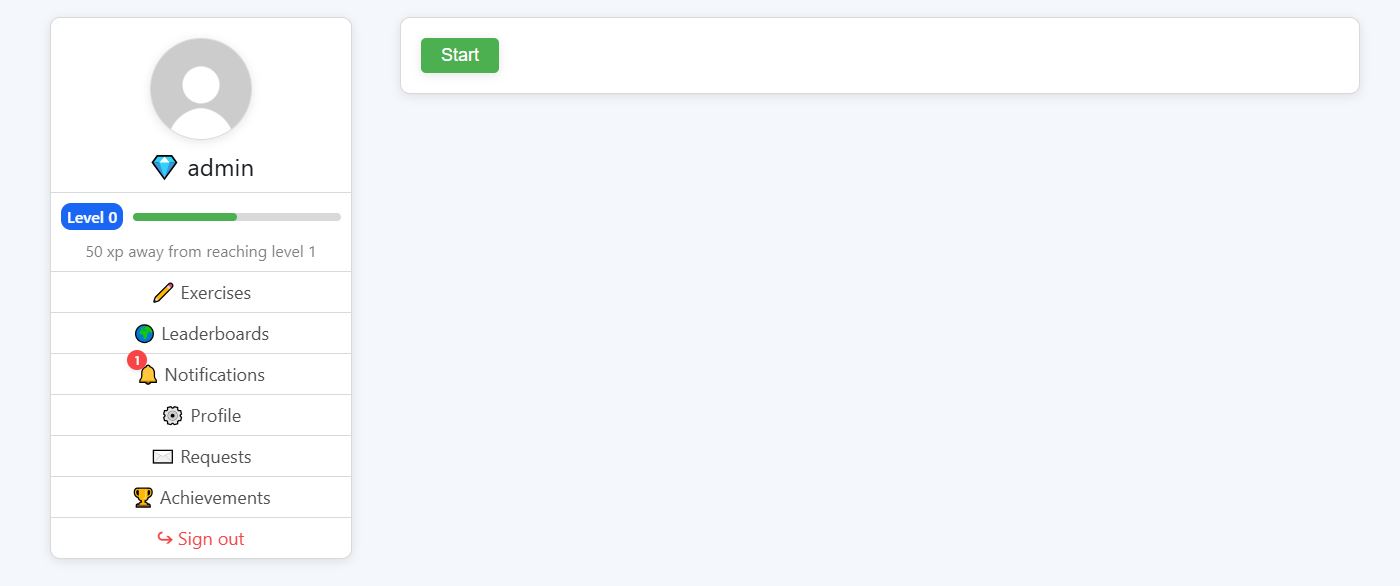 admin
Level 0
50 xp away from reaching level 1
Exercises
Leaderboards
1
Notifications
Profile
Requests
Achievements
Sign out
Start